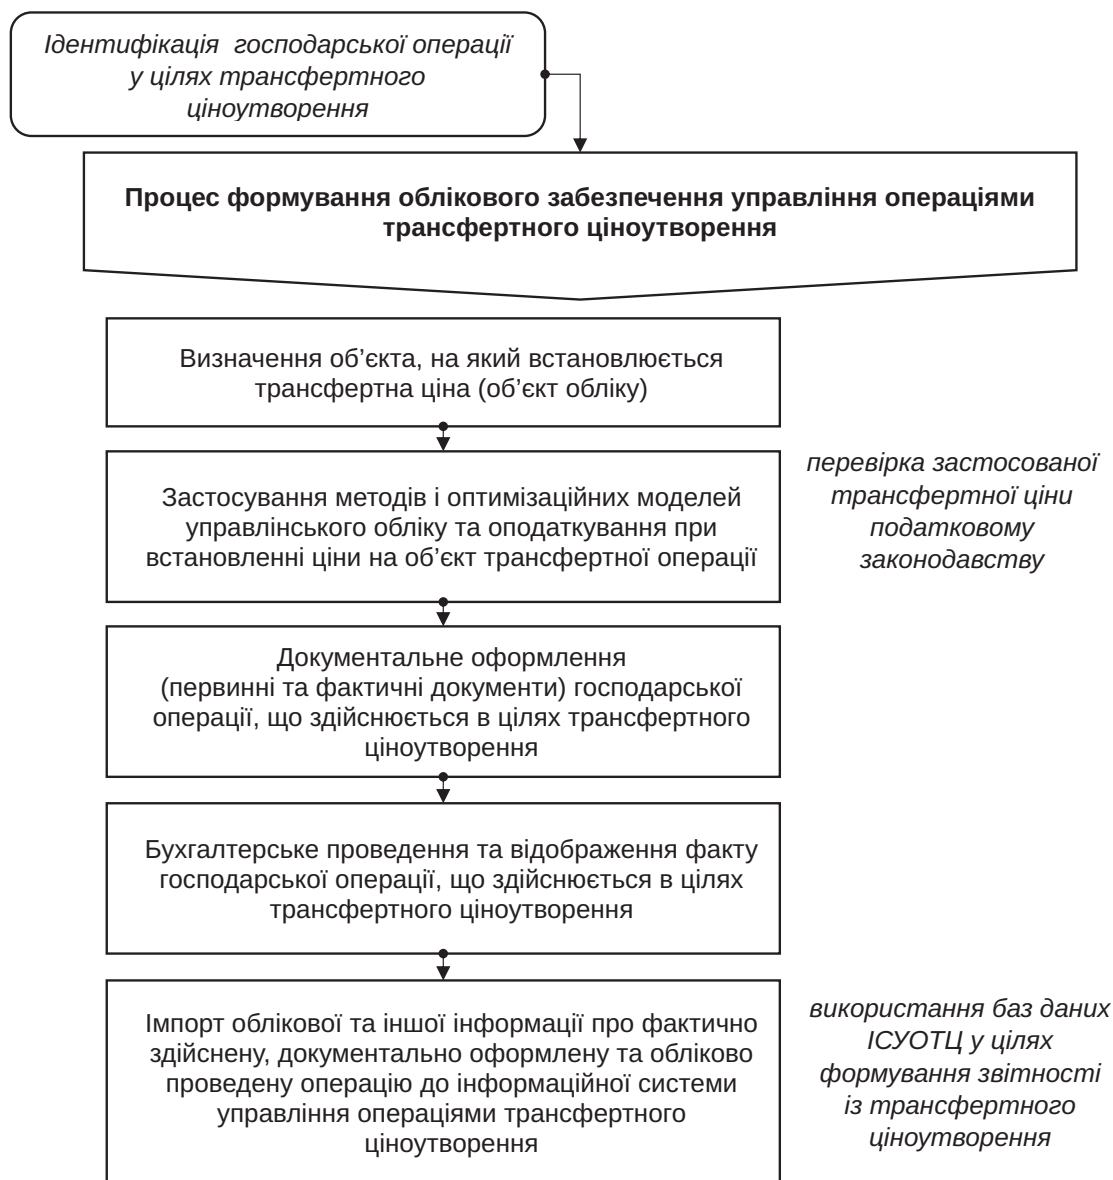 Ідентифікація господарської операції
у цілях трансфертного
ціноутворення
Процес формування облікового забезпечення управління операціями
трансфертного ціноутворення
Визначення об’єкта, на який встановлюється
трансфертна ціна (об’єкт обліку)
Застосування методів і оптимізаційних моделей
управлінського обліку та оподаткування при
встановленні ціни на об’єкт трансфертної операції
перевірка застосованої
трансфертної ціни
податковому
законодавству
Документальне оформлення
(первинні та фактичні документи) господарської
операції, що здійснюється в цілях трансфертного
ціноутворення
Бухгалтерське проведення та відображення факту
господарської операції, що здійснюється в цілях
трансфертного ціноутворення
Імпорт облікової та іншої інформації про фактично
здійснену, документально оформлену та обліково
проведену операцію до інформаційної системи
управління операціями трансфертного
ціноутворення
використання баз даних
ІСУОТЦ у цілях
формування звітності
із трансфертного
ціноутворення